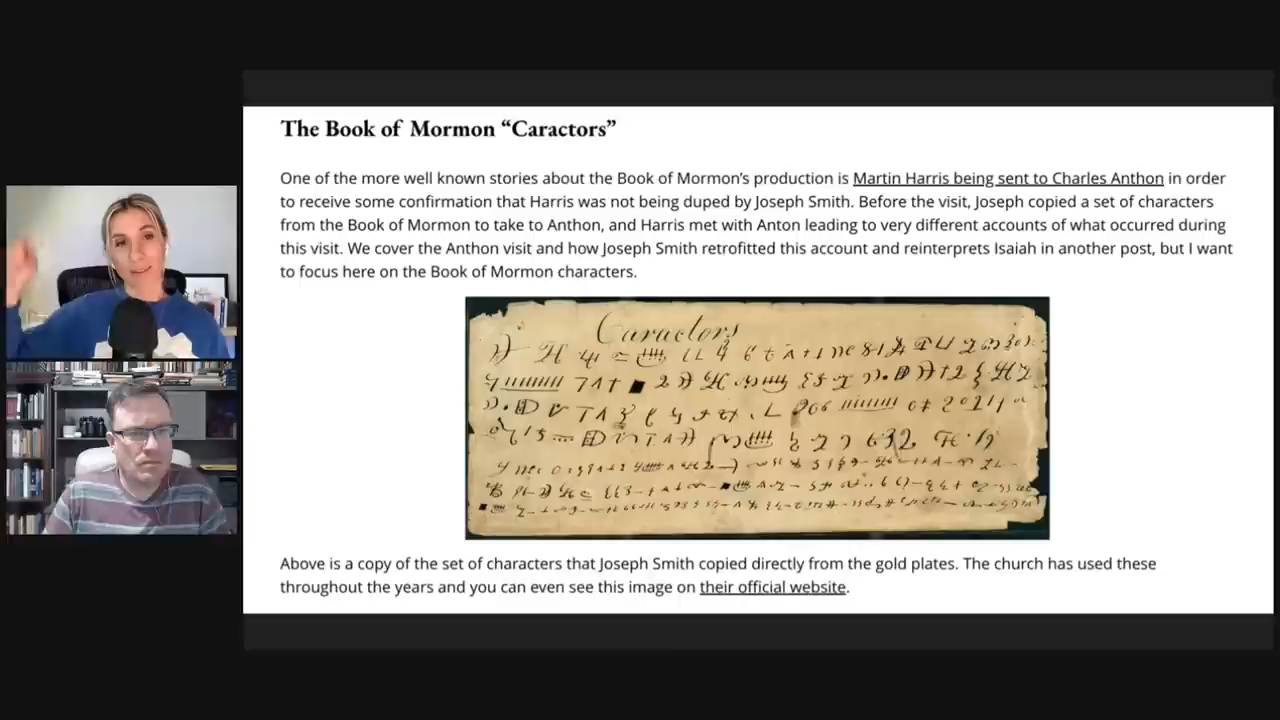 The Book of Mormon “Caractors”
One of the more well known stories about the Book of Mormon’s production is Martin Harris being sent to Charles Anthon in order
to receive some confirmation that Harris was not being duped by Joseph Smith. Before the visit, Joseph copied a set of characters
from the Book of Mormon to take to Anthon, and Harris met with Anton leading to very different accounts of what occurred during
this visit. We cover the Anthon visit and how Joseph Smith retrofitted this account and reinterprets Isaiah in another post, but I want
to focus here on the Book of Mormon characters.
Caractors
Above is a copy of the set of characters that Joseph Smith copied directly from the gold plates. The church has used these
throughout the years and you can even see this image on their official website.